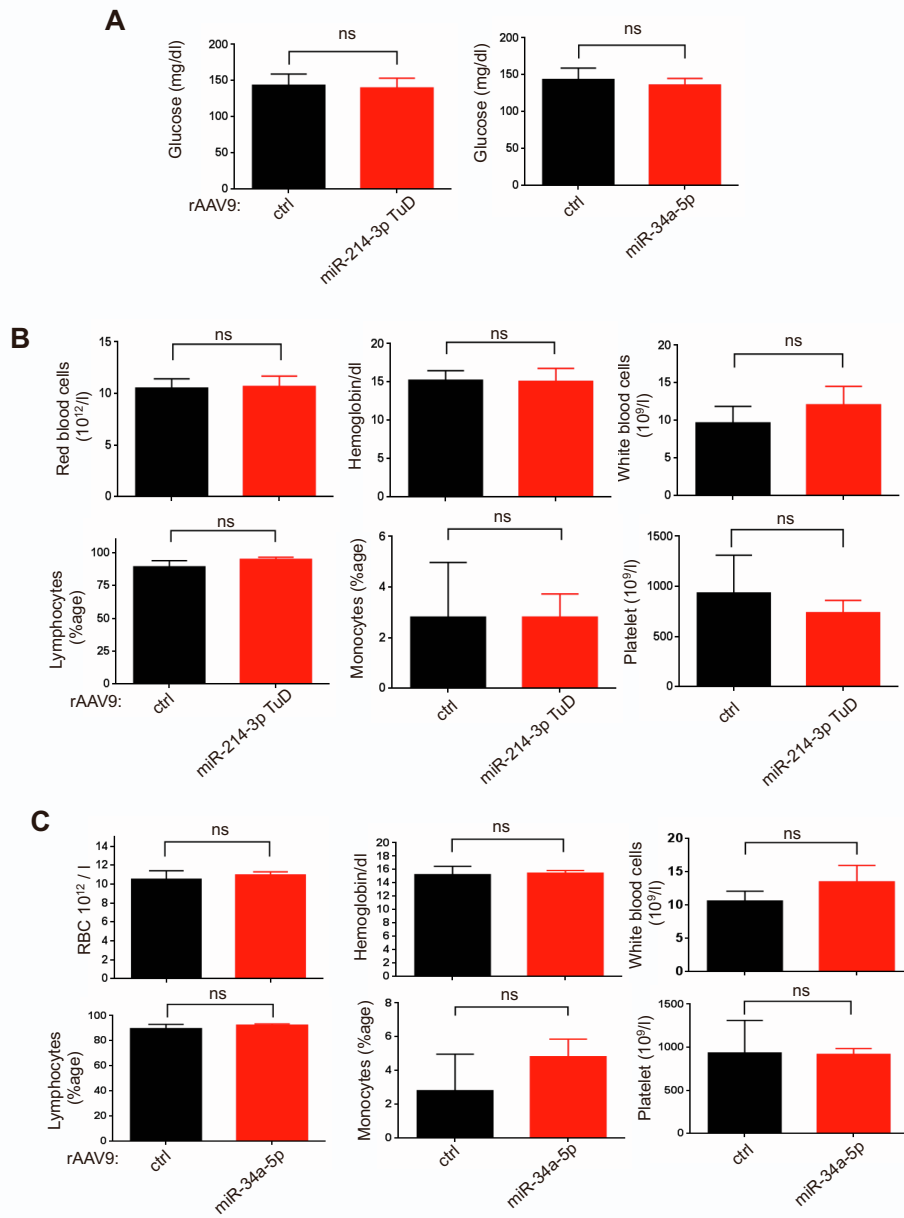 A
ns
ns
Glucose (mg/dl)
200
150
100
50
0
Glucose (mg/dl)
200
150
100
50
0
rAAV9:
ctrl
miR-214-3p TuD
ctrl
miR-34a-5p
B
ns
ns
ns
Red blood cells
(10¹²/l)
15
10
5
0
Hemoglobin/dl
20
15
10
5
0
White blood cells
(10⁹/l)
20
15
10
5
0
ns
ns
ns
Lymphocytes
(%age)
100
75
50
25
0
Monocytes (%age)
6
4
2
0
Platelet (10⁹/l)
1500
1000
500
0
rAAV9:
ctrl
miR-214-3p TuD
ctrl
miR-214-3p TuD
ctrl
miR-214-3p TuD
C
ns
ns
ns
RBC 10¹² / l
14
12
10
8
6
4
2
0
Hemoglobin/dl
20
18
16
14
12
10
8
6
4
2
0
White blood cells
(10⁹/l)
20
15
10
5
0
ns
ns
ns
Lymphocytes
(%age)
100
80
60
40
20
0
Monocytes (%age)
8
6
4
2
0
Platelet (10⁹/l)
1500
1000
500
0
rAAV9:
ctrl
miR-34a-5p
ctrl
miR-34a-5p
ctrl
miR-34a-5p